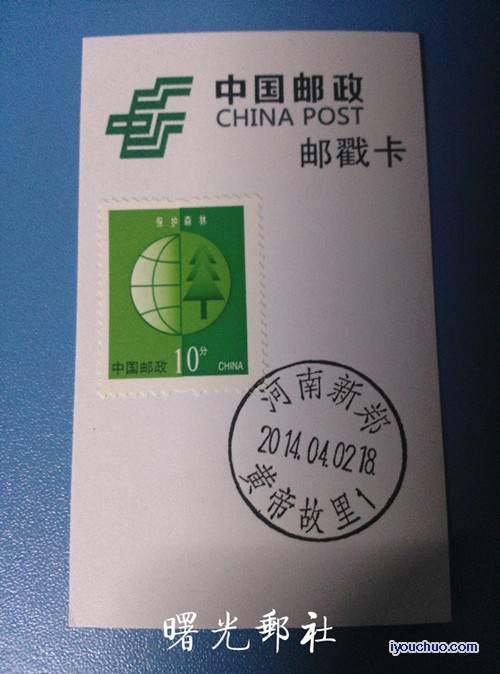 中国邮政
CHINA POST
邮戳卡
保护森林
中国邮政 10分 CHINA
河南新郑
2014.04.02 18.
黄帝故里1
曙光郵社
iyouchuo.com